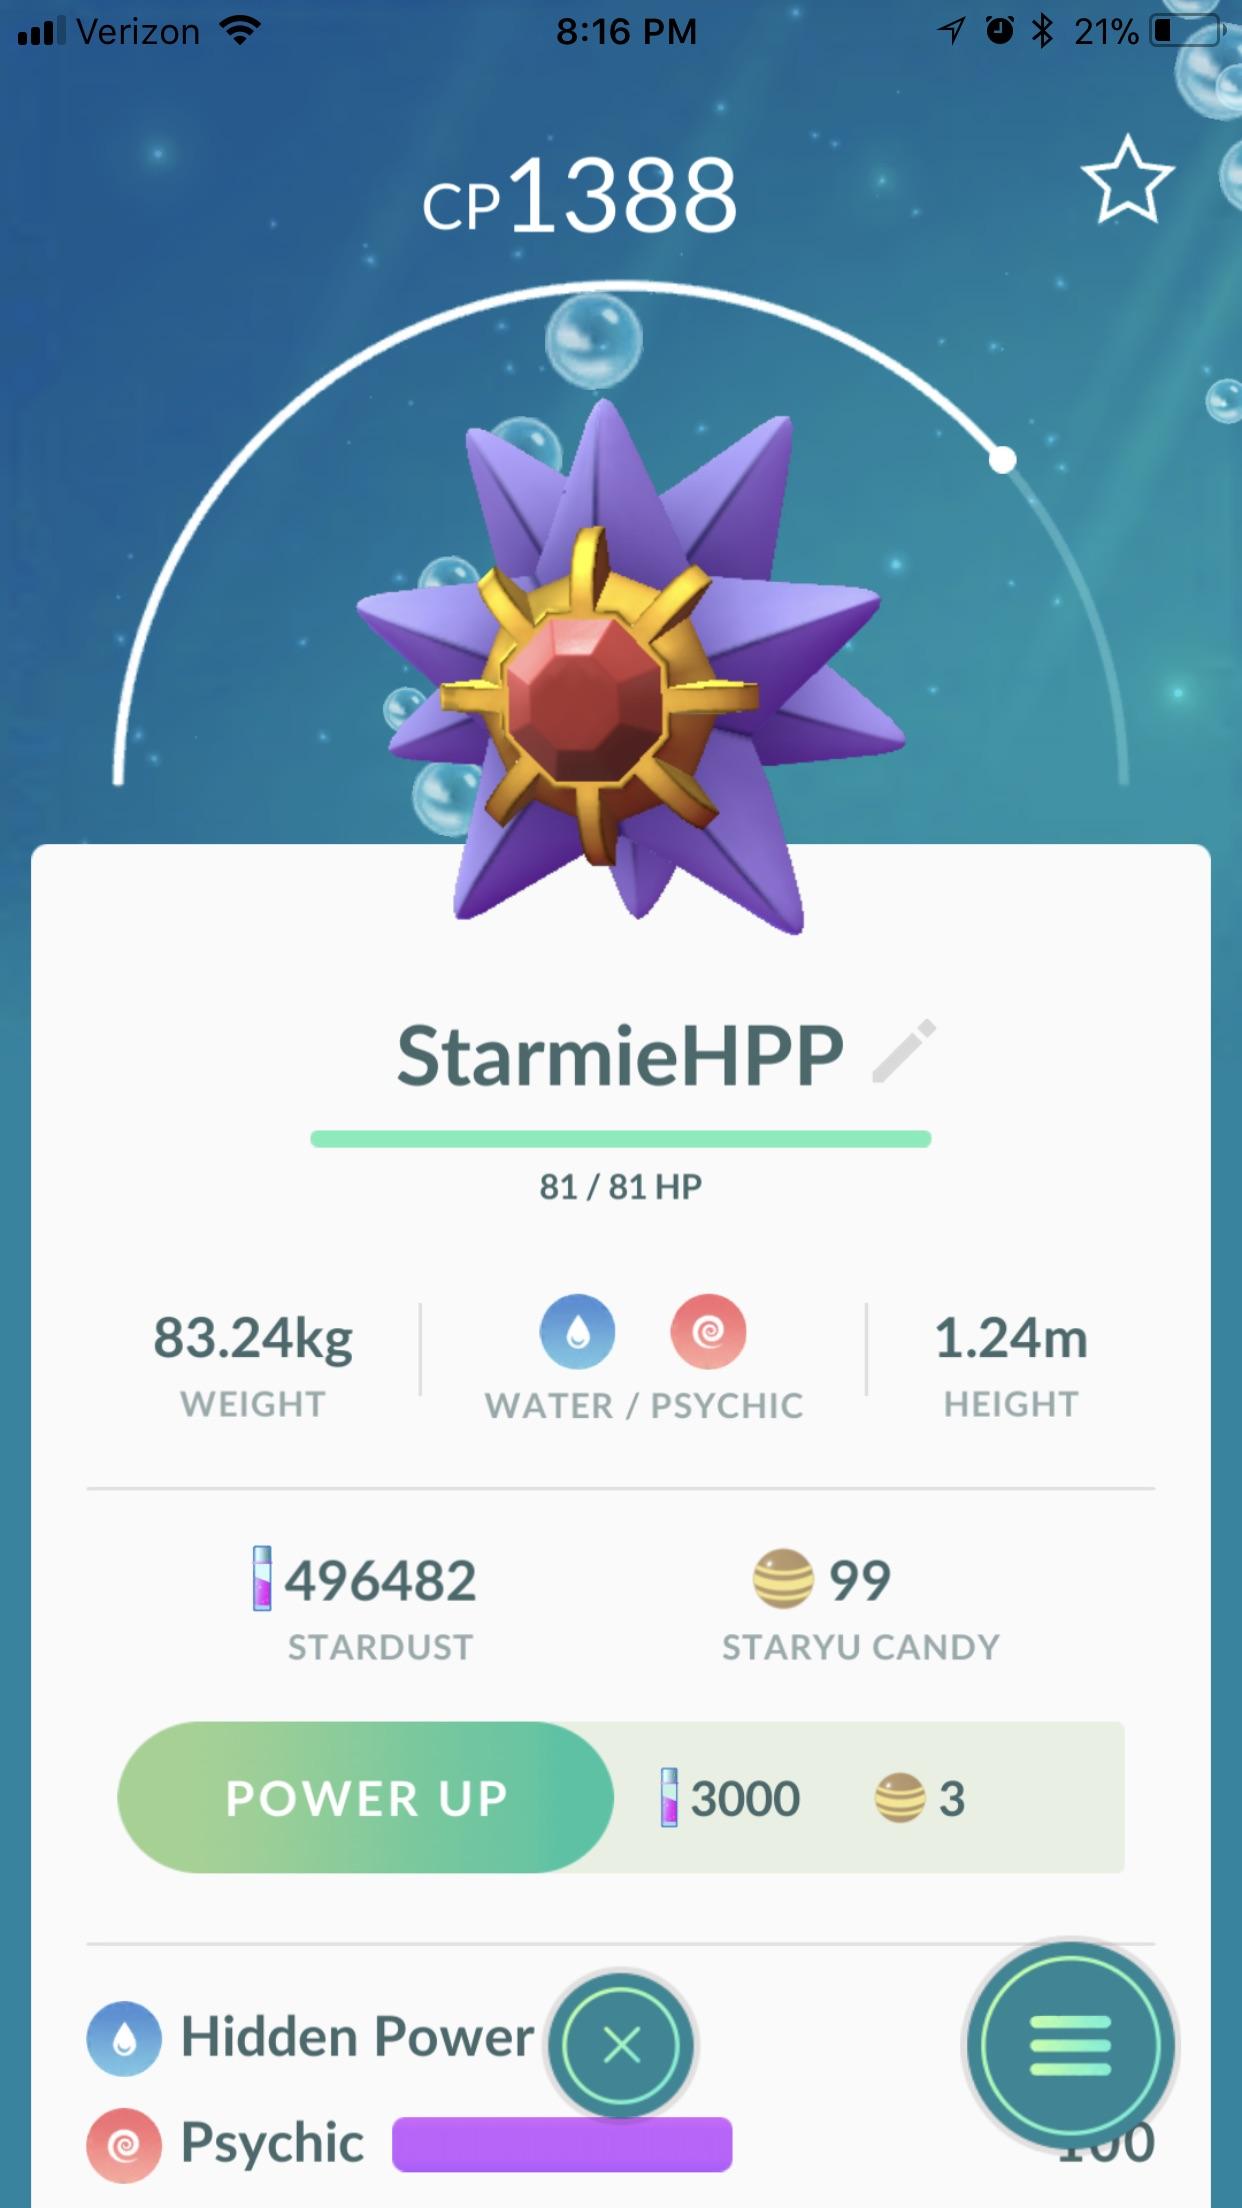 Verizon 8:16 PM 21%
CP1388
StarmieHPP
81 / 81 HP
83.24kg 1.24m
WEIGHT WATER / PSYCHIC HEIGHT
496482 99
STARDUST STARYU CANDY
POWER UP 3000 3
Hidden Power
Psychic 100